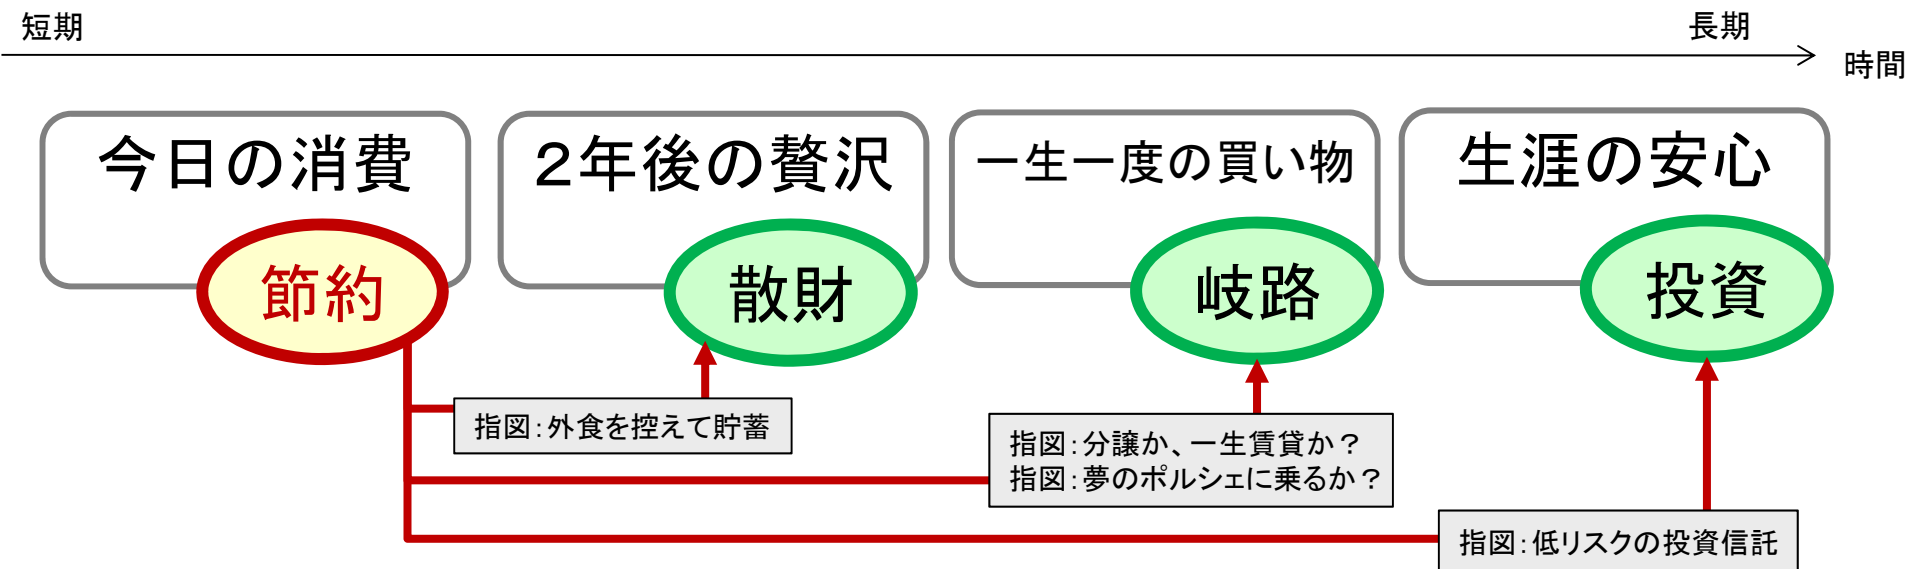 短期
長期
時間
今日の消費
２年後の贅沢
一生一度の買い物
生涯の安心
節約
散財
岐路
投資
指図：外食を控えて貯蓄
指図：分譲か、一生賃貸か？
指図：夢のポルシェに乗るか？
指図：低リスクの投資信託